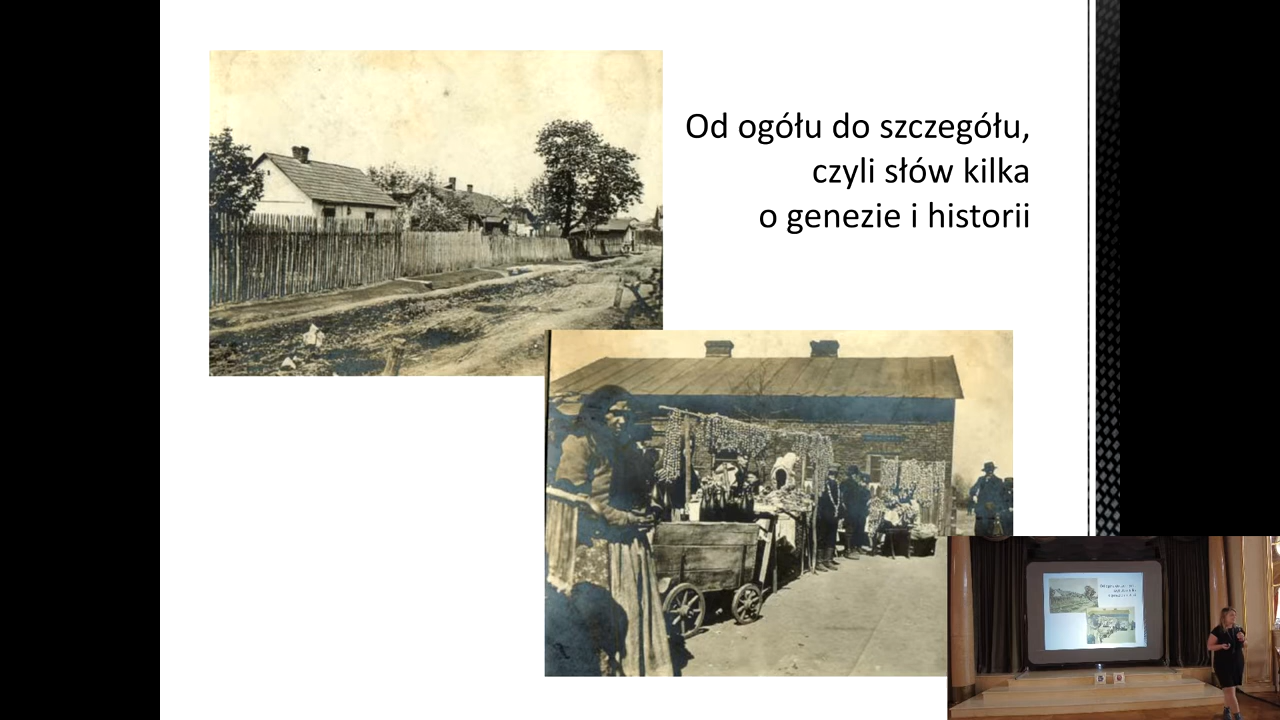 Od ogółu do szczegółu,
czyli słów kilka
o genezie i historii